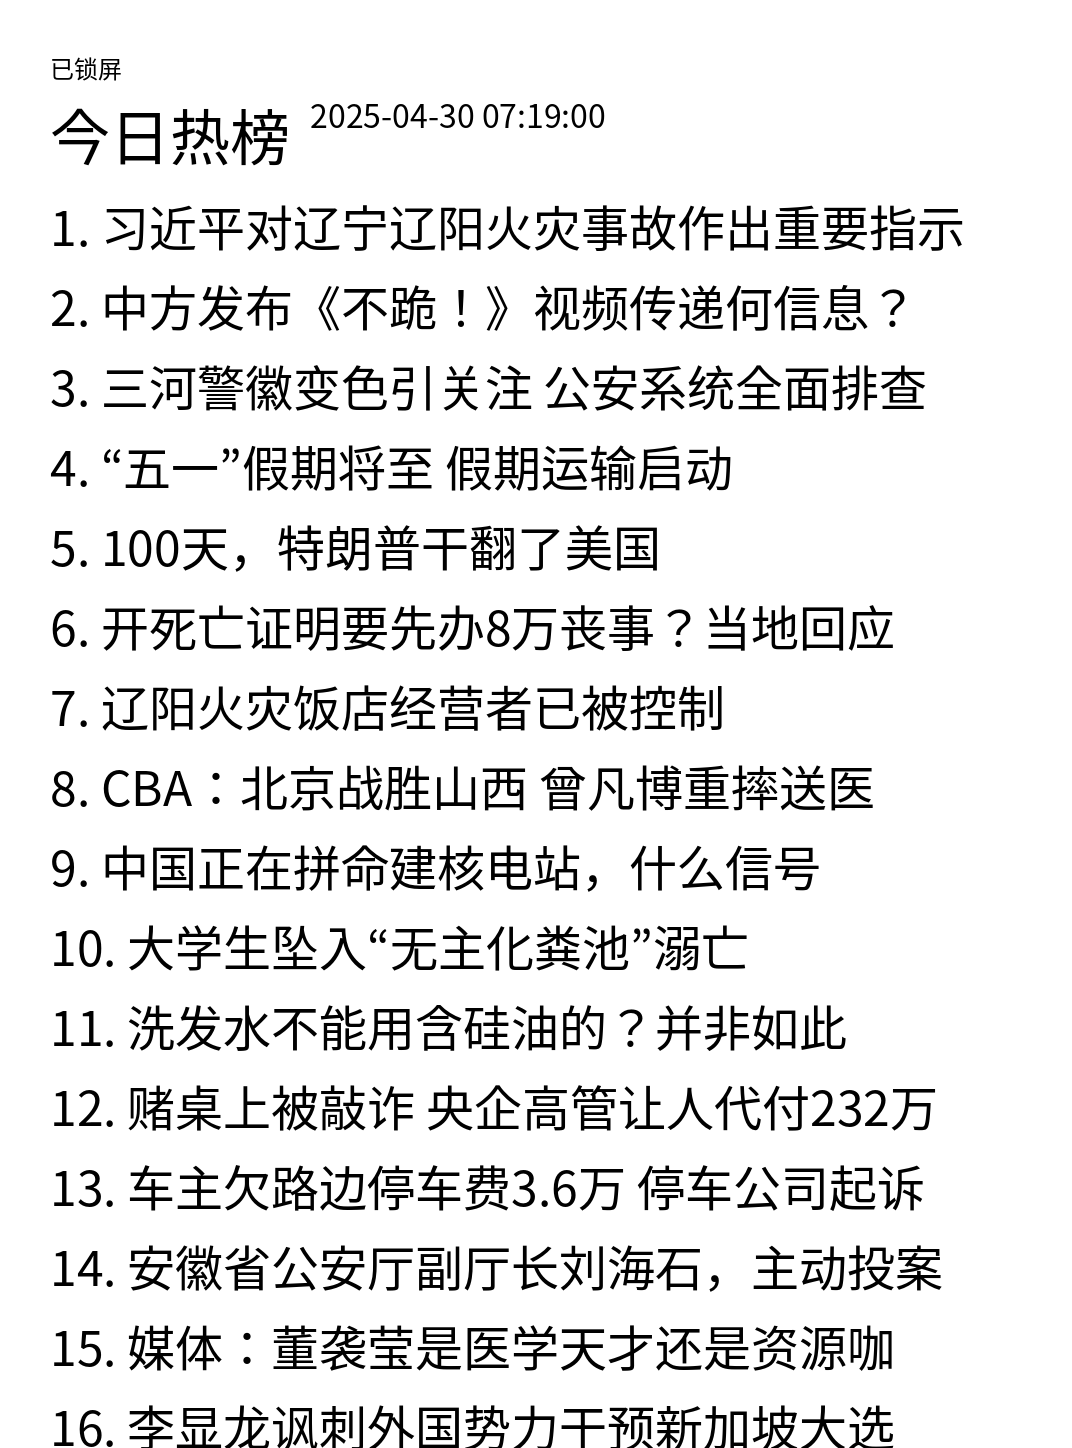 已锁屏
今日热榜 2025-04-30 07:19:00
1. 习近平对辽宁辽阳火灾事故作出重要指示
2. 中方发布《不跪！》视频传递何信息？
3. 三河警徽变色引关注 公安系统全面排查
4. “五一”假期将至 假期运输启动
5. 100天，特朗普干翻了美国
6. 开死亡证明要先办8万丧事？当地回应
7. 辽阳火灾饭店经营者已被控制
8. CBA：北京战胜山西 曾凡博重摔送医
9. 中国正在拼命建核电站，什么信号
10. 大学生坠入“无主化粪池”溺亡
11. 洗发水不能用含硅油的？并非如此
12. 赌桌上被敲诈 央企高管让人代付232万
13. 车主欠路边停车费3.6万 停车公司起诉
14. 安徽省公安厅副厅长刘海石，主动投案
15. 媒体：董袭莹是医学天才还是资源咖
16. 李显龙讽刺外国势力干预新加坡大选